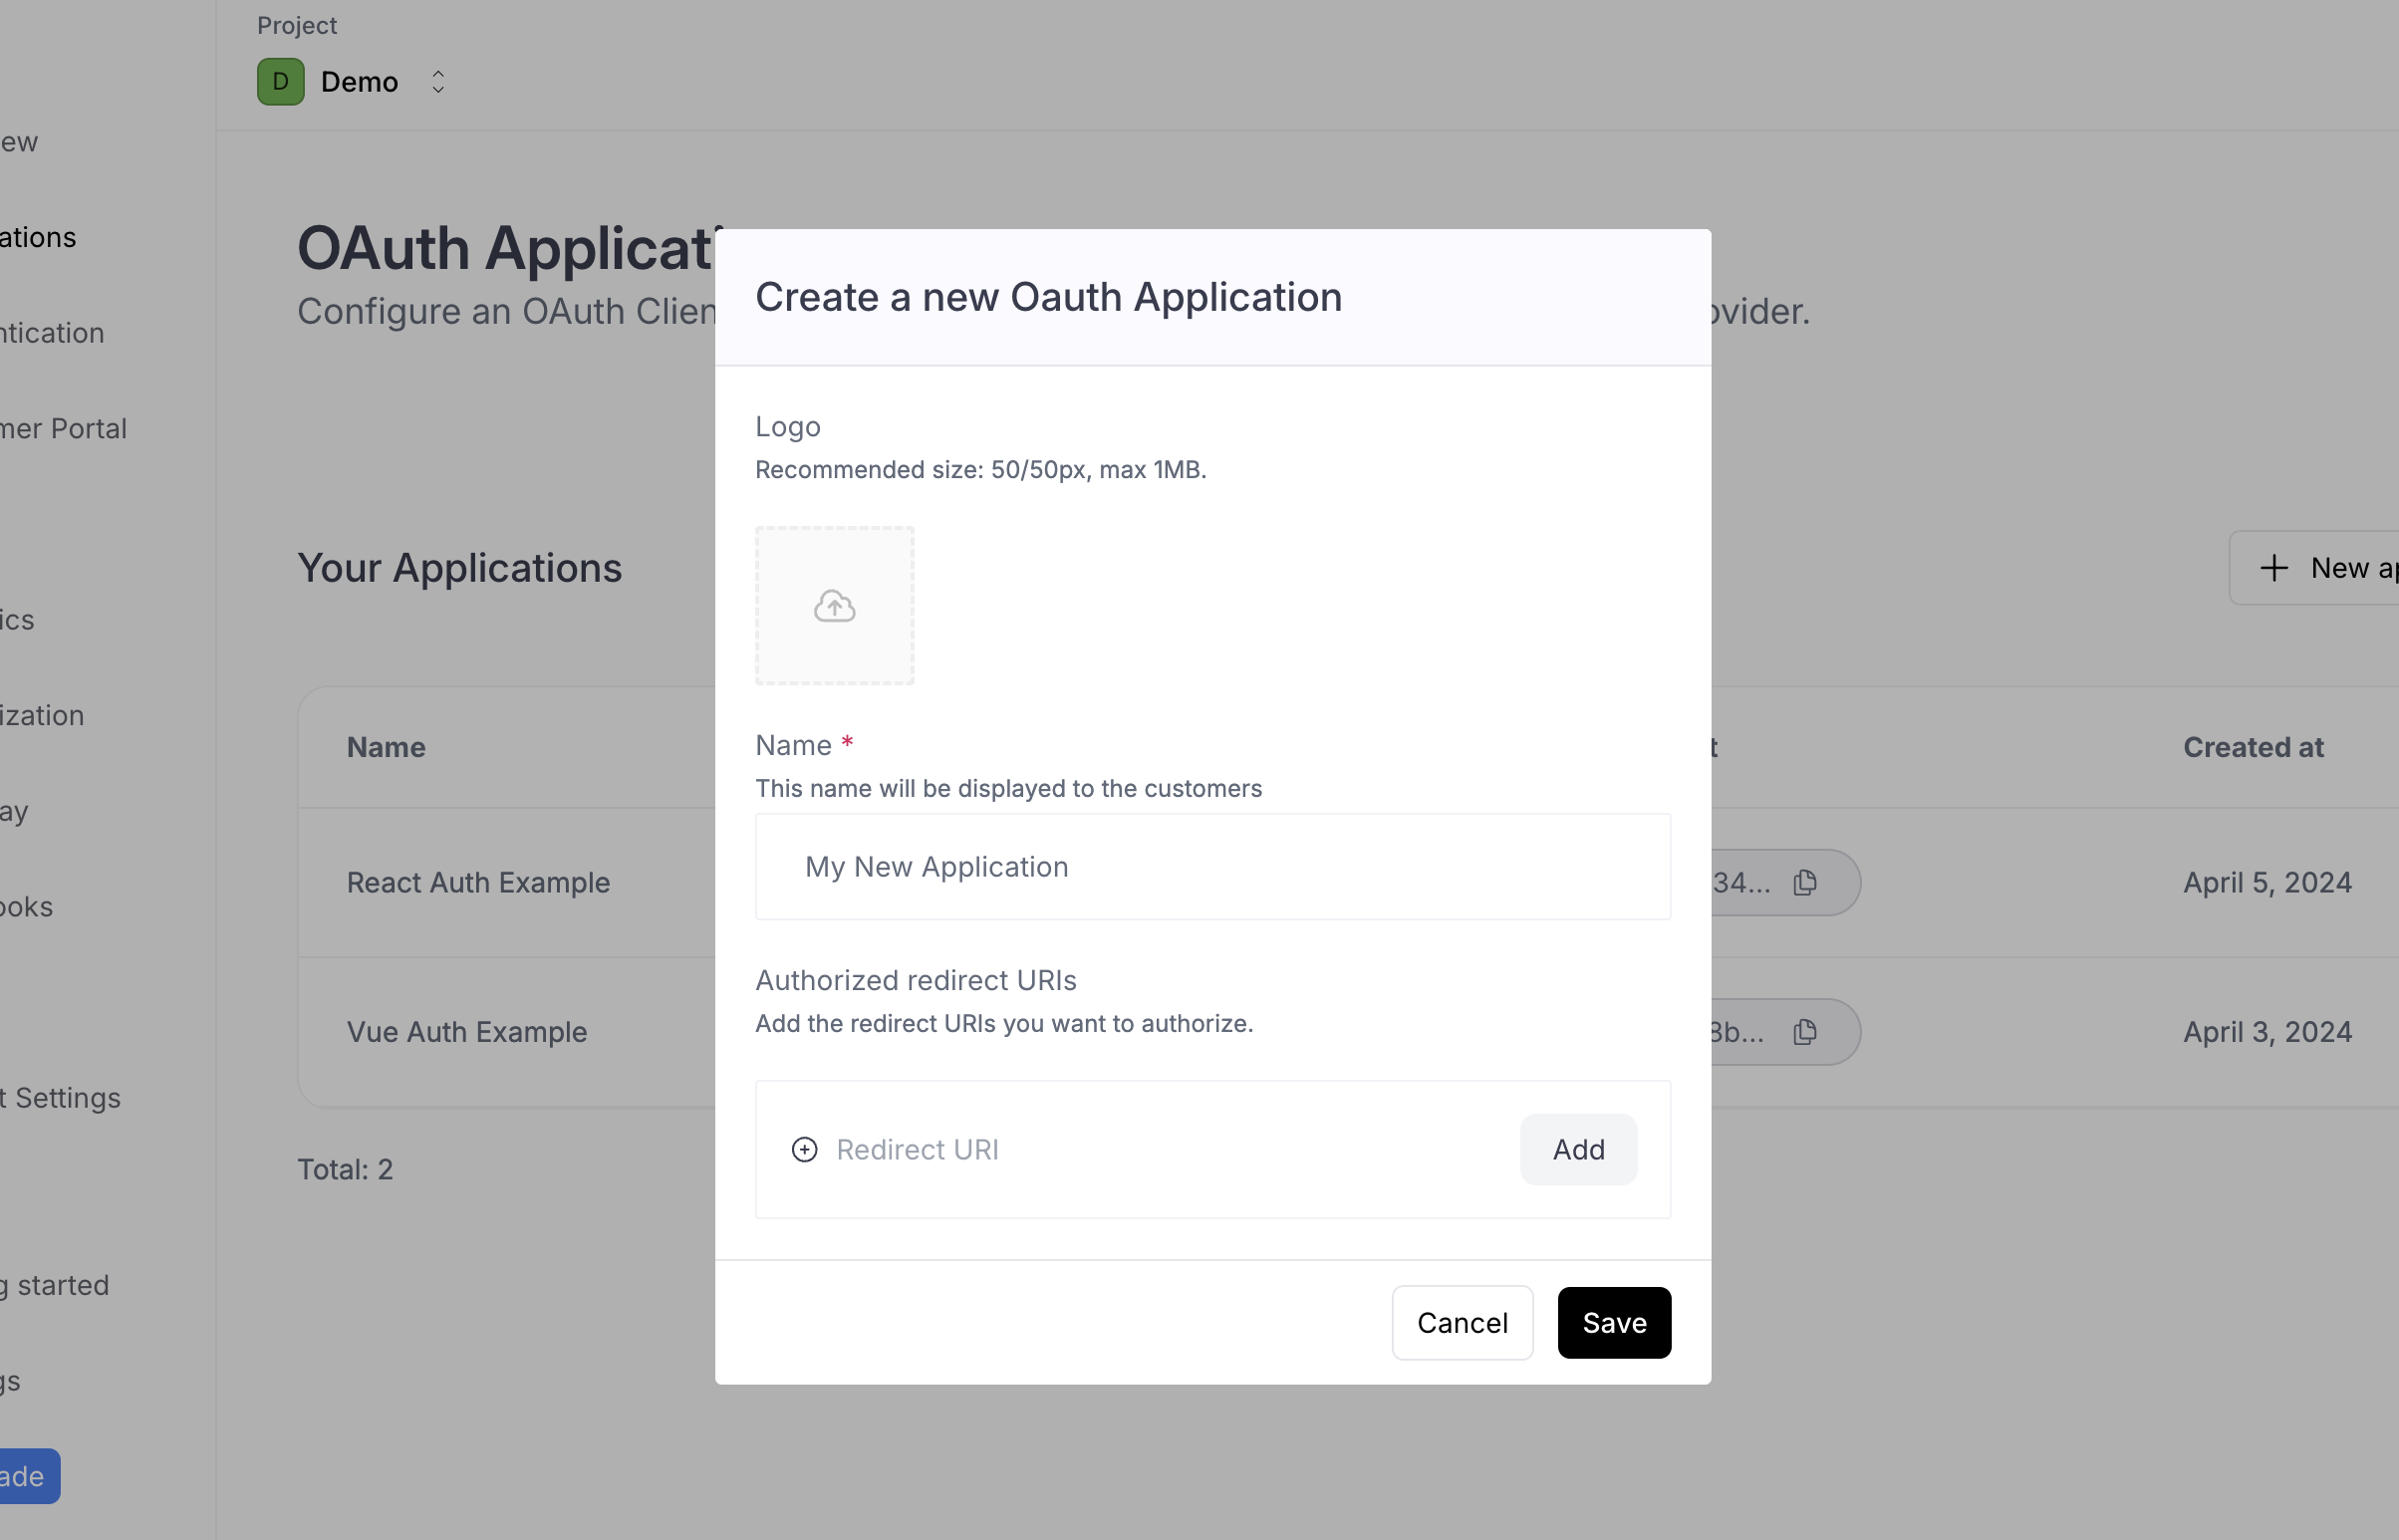 Project
D Demo
ew
ations
ntication
mer Portal
ics
ization
ay
ooks
t Settings
g started
gs
ade
OAuth Applicati
Configure an OAuth Clien
ovider.
Your Applications
New ap
Name
t
Created at
React Auth Example
34...
April 5, 2024
Vue Auth Example
3b...
April 3, 2024
Total: 2
Create a new Oauth Application
Logo
Recommended size: 50/50px, max 1MB.
Name *
This name will be displayed to the customers
My New Application
Authorized redirect URIs
Add the redirect URIs you want to authorize.
Redirect URI
Add
Cancel
Save